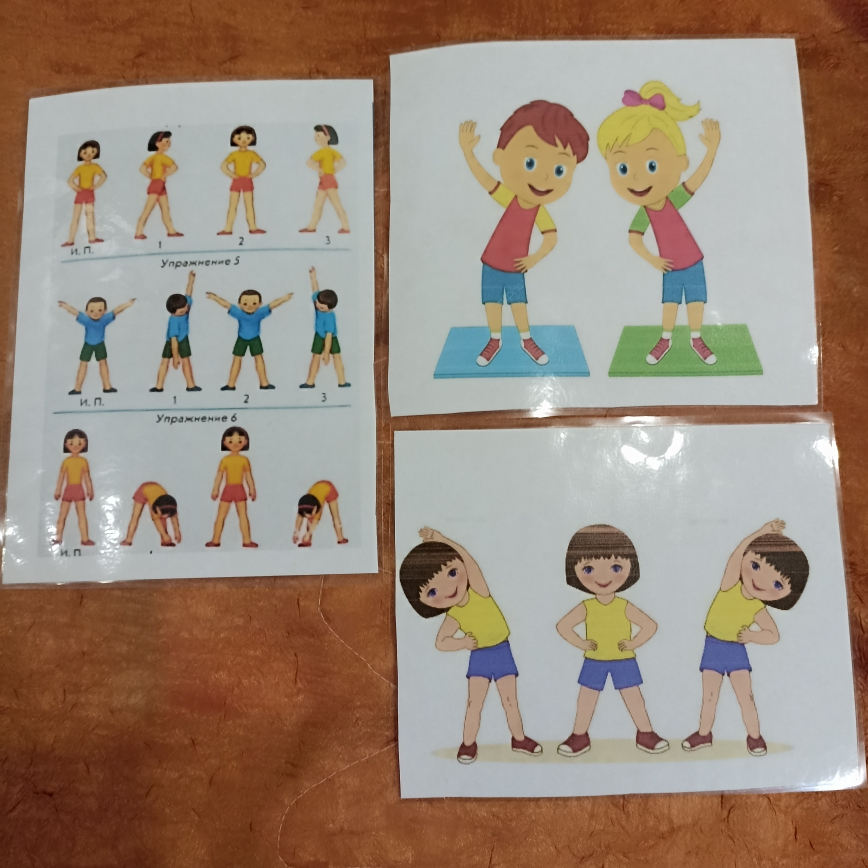 И. П. 1 2 3
Упражнение 5
И. П. 1 2 3
Упражнение 6
И. П.